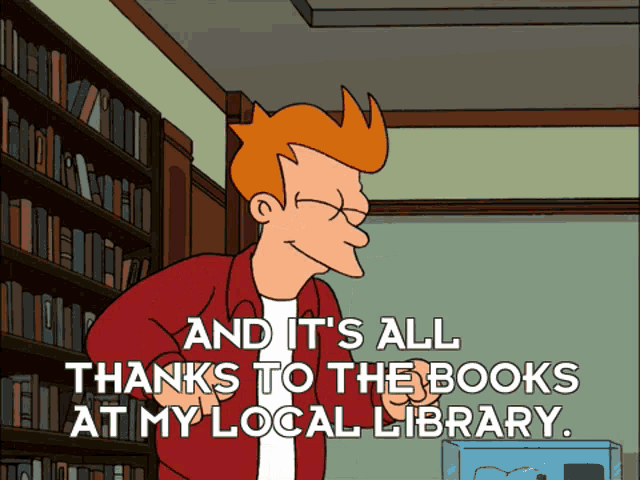 AND IT'S ALL
THANKS TO THE BOOKS
AT MY LOCAL LIBRARY.